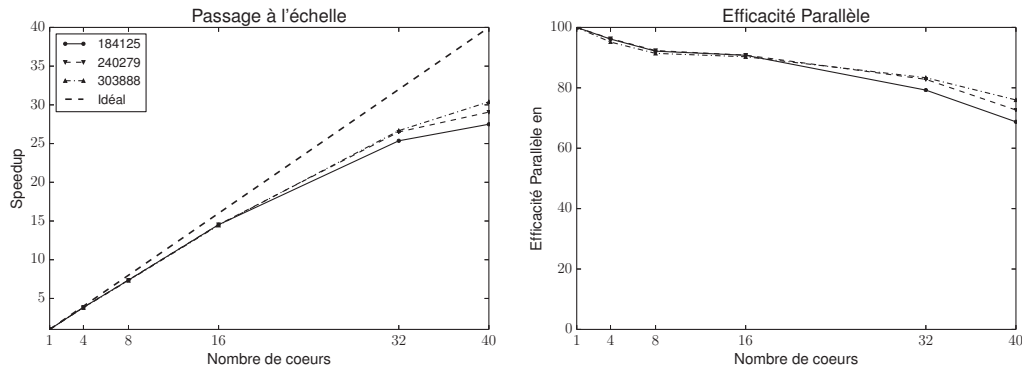 Passage à l'échelle
40
35
30
25
20
15
10
5
Speedup
184125
240279
303888
Idéal
1 4 8 16 32 40
Nombre de coeurs
Efficacité Parallèle
100
80
60
40
20
0
Efficacité Parallèle en
1 4 8 16 32 40
Nombre de coeurs